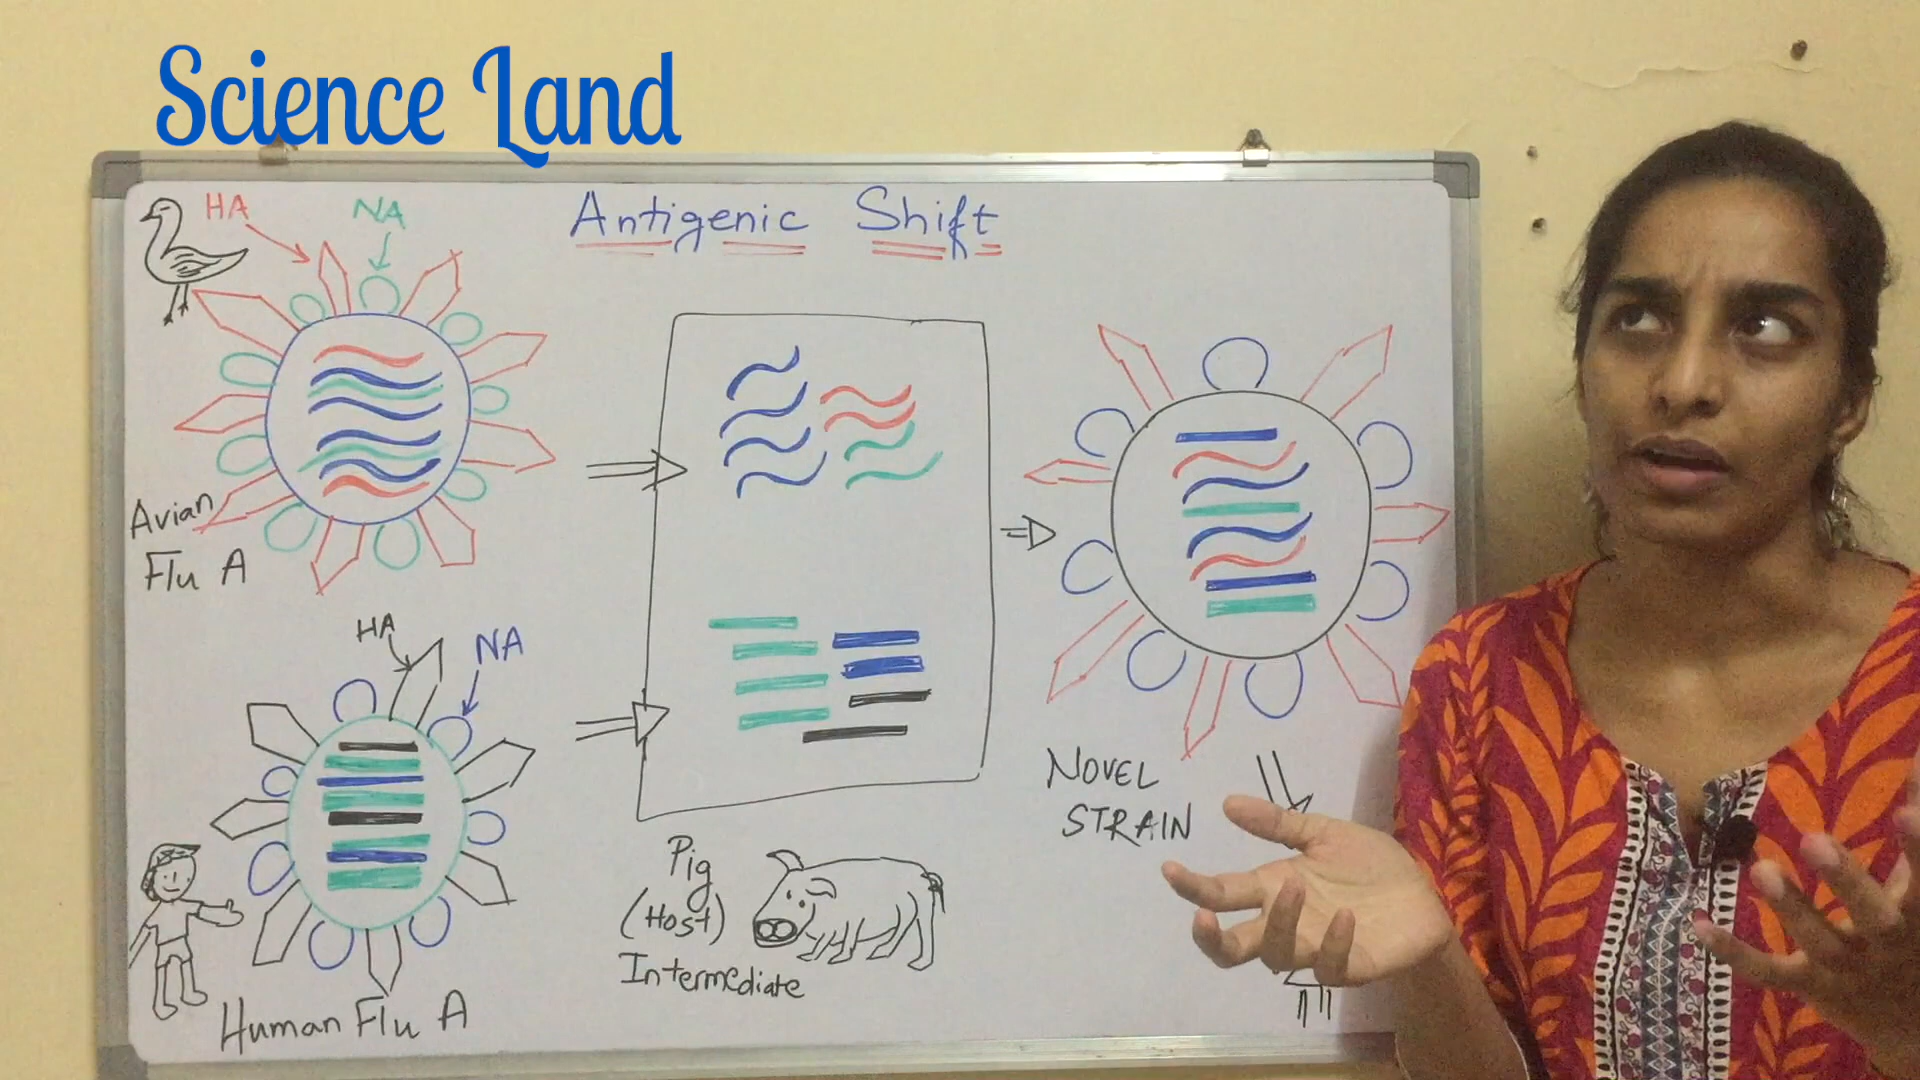 Science Land
Antigenic Shift
HA
NA
Avian
Flu A
HA
NA
Human Flu A
Pig
(Host)
Intermediate
NOVEL
STRAIN